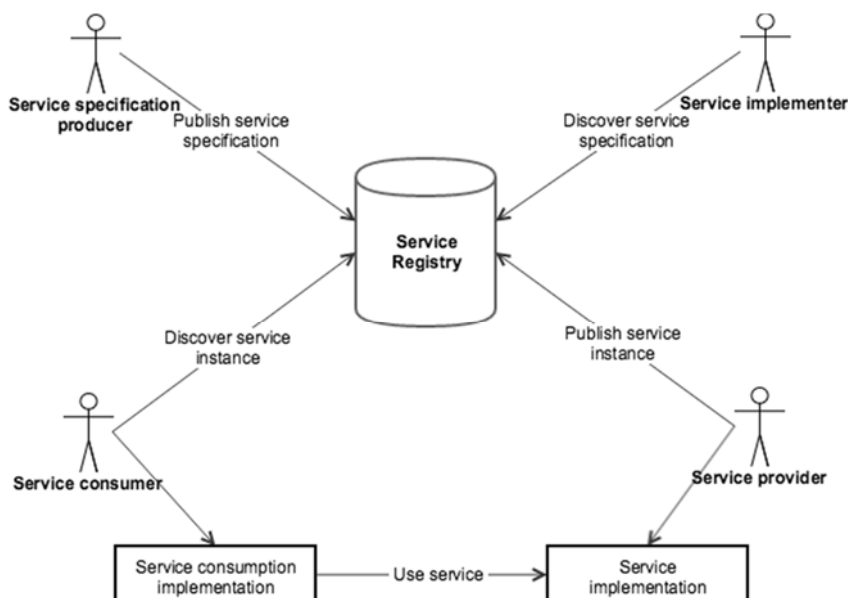 Service specification
producer
Service implementer
Publish service
specification
Discover service
specification
Service
Registry
Discover service
instance
Publish service
instance
Service consumer
Service provider
Service consumption
implementation
Use service
Service
implementation